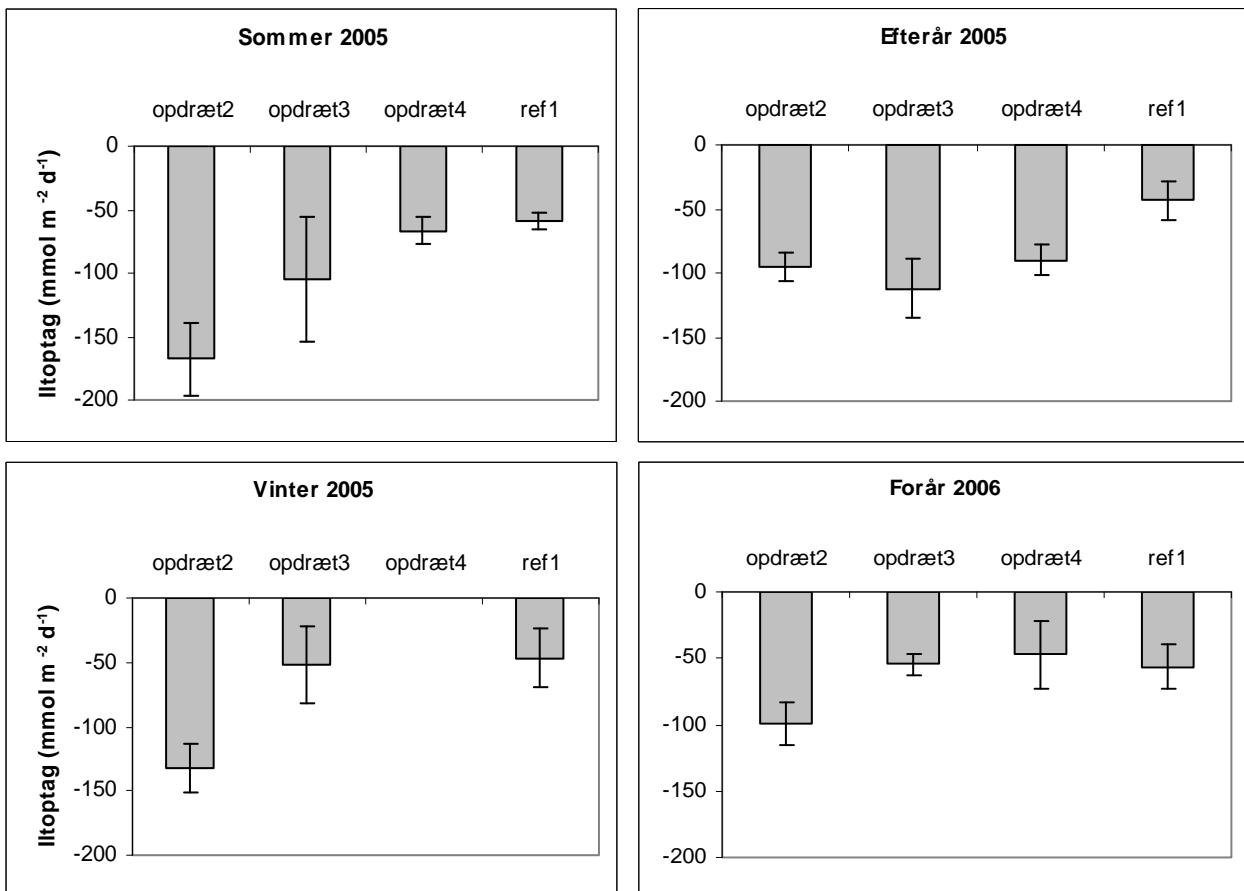 Sommer 2005
opdræt2 opdræt3 opdræt4 ref1
0
-50
-100
-150
-200
Iltoptag (mmol m-2 d-1)
Efterår 2005
opdræt2 opdræt3 opdræt4 ref1
0
-50
-100
-150
-200
Vinter 2005
opdræt2 opdræt3 opdræt4 ref1
0
-50
-100
-150
-200
Iltoptag (mmol m-2 d-1)
Forår 2006
opdræt2 opdræt3 opdræt4 ref1
0
-50
-100
-150
-200